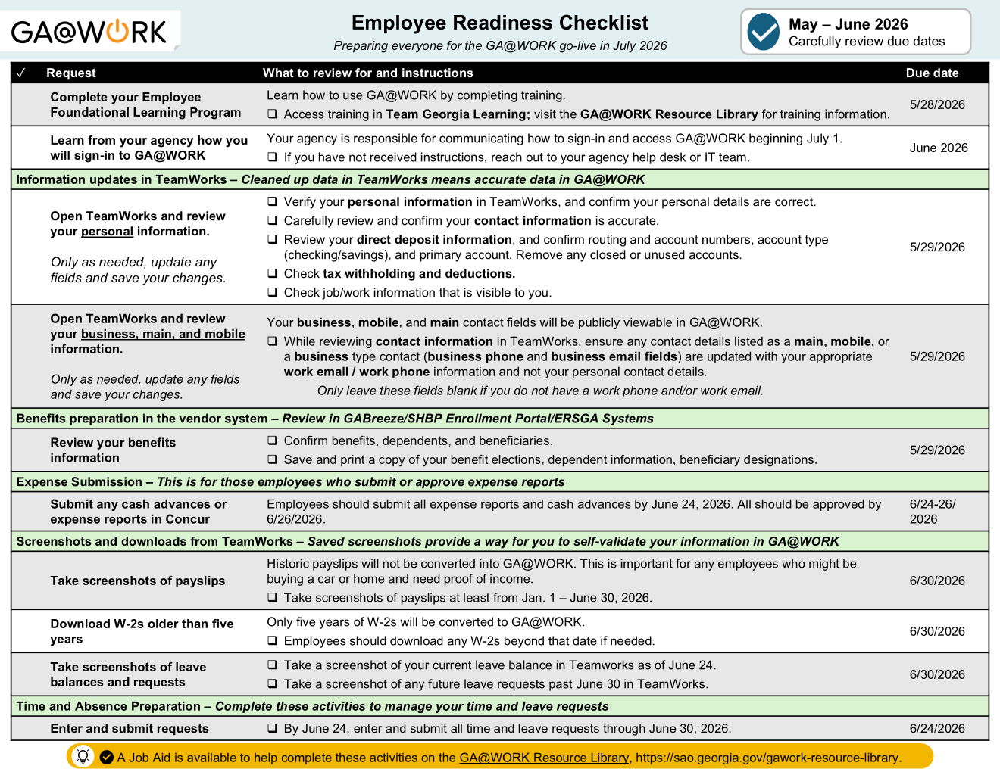 GA@WORK
Employee Readiness Checklist
Preparing everyone for the GA@WORK go-live in July 2026
May – June 2026
Carefully review due dates
✓ Request What to review for and instructions Due date
Complete your Employee
Foundational Learning Program
Learn how to use GA@WORK by completing training.
❑ Access training in Team Georgia Learning; visit the GA@WORK Resource Library for training information.
5/28/2026
Learn from your agency how you
will sign-in to GA@WORK
Your agency is responsible for communicating how to sign-in and access GA@WORK beginning July 1.
❑ If you have not received instructions, reach out to your agency help desk or IT team.
June 2026
Information updates in TeamWorks – Cleaned up data in TeamWorks means accurate data in GA@WORK
Open TeamWorks and review
your personal information.
Only as needed, update any
fields and save your changes.
❑ Verify your personal information in TeamWorks, and confirm your personal details are correct.
❑ Carefully review and confirm your contact information is accurate.
❑ Review your direct deposit information, and confirm routing and account numbers, account type
(checking/savings), and primary account. Remove any closed or unused accounts.
❑ Check tax withholding and deductions.
❑ Check job/work information that is visible to you.
5/29/2026
Open TeamWorks and review
your business, main, and mobile
information.
Only as needed, update any fields
and save your changes.
Your business, mobile, and main contact fields will be publicly viewable in GA@WORK.
❑ While reviewing contact information in TeamWorks, ensure any contact details listed as a main, mobile, or
a business type contact (business phone and business email fields) are updated with your appropriate
work email / work phone information and not your personal contact details.
Only leave these fields blank if you do not have a work phone and/or work email.
5/29/2026
Benefits preparation in the vendor system – Review in GABreeze/SHBP Enrollment Portal/ERSGA Systems
Review your benefits
information
❑ Confirm benefits, dependents, and beneficiaries.
❑ Save and print a copy of your benefit elections, dependent information, beneficiary designations.
5/29/2026
Expense Submission – This is for those employees who submit or approve expense reports
Submit any cash advances or
expense reports in Concur
Employees should submit all expense reports and cash advances by June 24, 2026. All should be approved by
6/26/2026.
6/24-26/
2026
Screenshots and downloads from TeamWorks – Saved screenshots provide a way for you to self-validate your information in GA@WORK
Take screenshots of payslips
Historic payslips will not be converted into GA@WORK. This is important for any employees who might be
buying a car or home and need proof of income.
❑ Take screenshots of payslips at least from Jan. 1 – June 30, 2026.
6/30/2026
Download W-2s older than five
years
Only five years of W-2s will be converted to GA@WORK.
❑ Employees should download any W-2s beyond that date if needed.
6/30/2026
Take screenshots of leave
balances and requests
❑ Take a screenshot of your current leave balance in Teamworks as of June 24.
❑ Take a screenshot of any future leave requests past June 30 in TeamWorks.
6/30/2026
Time and Absence Preparation – Complete these activities to manage your time and leave requests
Enter and submit requests
❑ By June 24, enter and submit all time and leave requests through June 30, 2026.
6/24/2026
A Job Aid is available to help complete these activities on the GA@WORK Resource Library, https://sao.georgia.gov/gawork-resource-library.